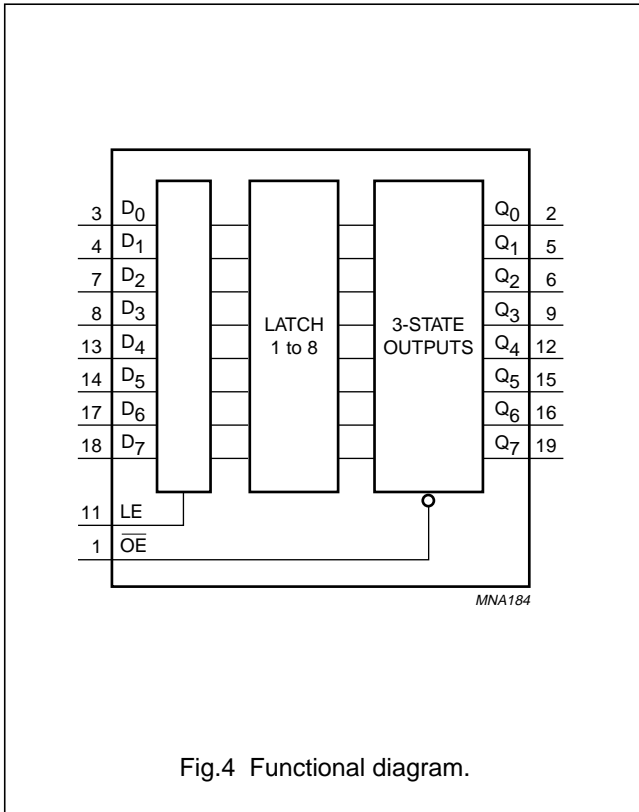 3 D0 Q0 2
4 D1 Q1 5
7 D2 Q2 6
8 D3 Q3 9
LATCH 3-STATE
1 to 8 OUTPUTS
13 D4 Q4 12
14 D5 Q5 15
17 D6 Q6 16
18 D7 Q7 19
11 LE
1 O̅E̅
MNA184
Fig.4 Functional diagram.